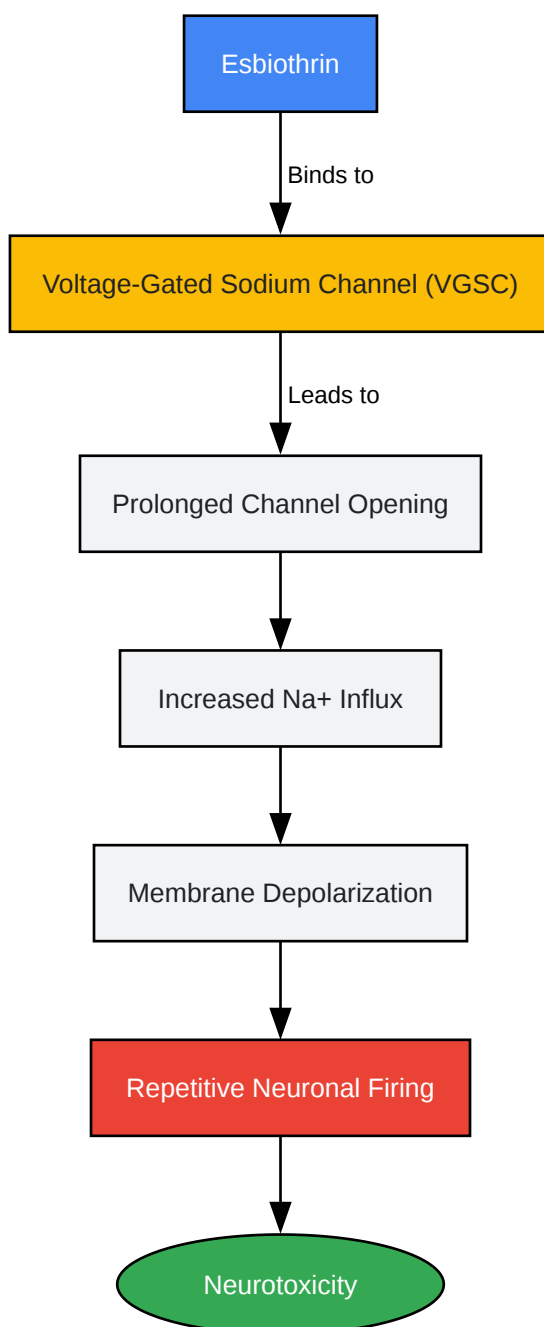 Esbiothrin
Binds to
Voltage-Gated Sodium Channel (VGSC)
Leads to
Prolonged Channel Opening
Increased Na+ Influx
Membrane Depolarization
Repetitive Neuronal Firing
Neurotoxicity